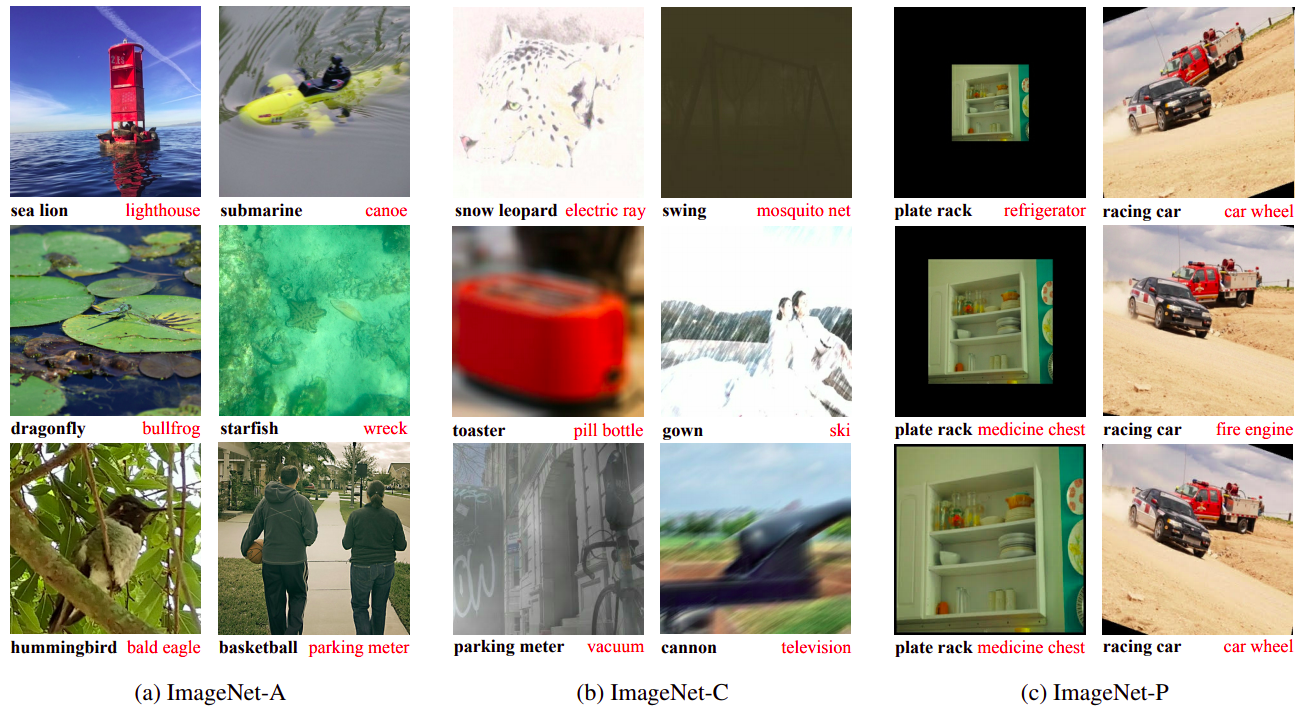 sea lion lighthouse
submarine canoe
snow leopard electric ray
swing mosquito net
plate rack refrigerator
racing car car wheel
dragonfly bullfrog
starfish wreck
toaster pill bottle
gown ski
plate rack medicine chest
racing car fire engine
hummingbird bald eagle
basketball parking meter
parking meter vacuum
cannon television
plate rack medicine chest
racing car car wheel
(a) ImageNet-A
(b) ImageNet-C
(c) ImageNet-P